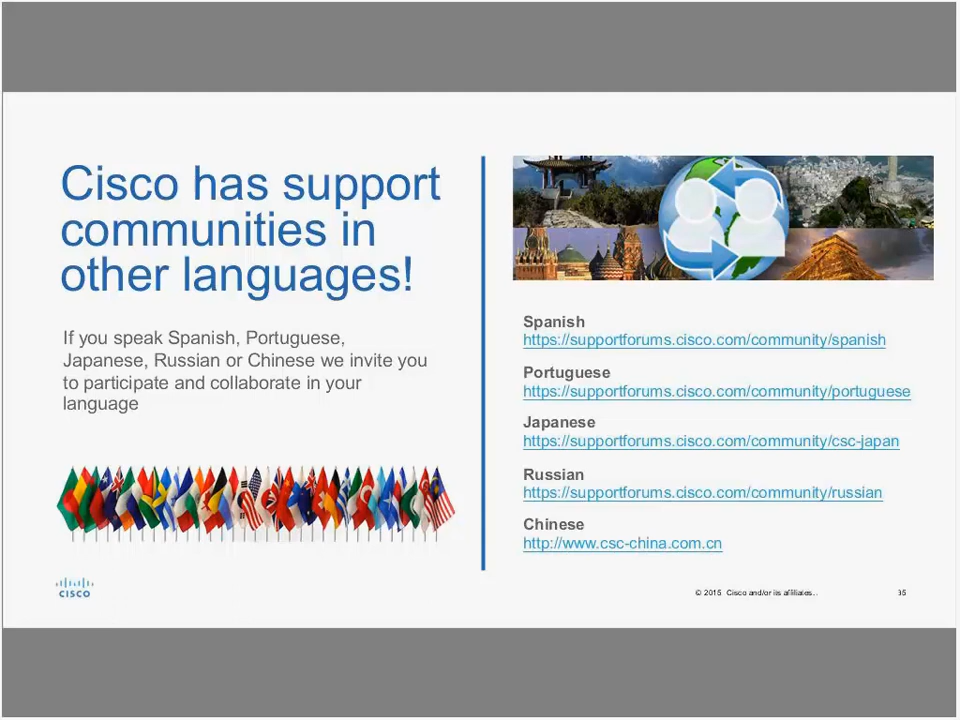 Cisco has support
communities in
other languages!
If you speak Spanish, Portuguese,
Japanese, Russian or Chinese we invite you
to participate and collaborate in your
language
Spanish
https://supportforums.cisco.com/community/spanish
Portuguese
https://supportforums.cisco.com/community/portuguese
Japanese
https://supportforums.cisco.com/community/csc-japan
Russian
https://supportforums.cisco.com/community/russian
Chinese
http://www.csc-china.com.cn
CISCO
© 2015 Cisco and/or its affiliates..